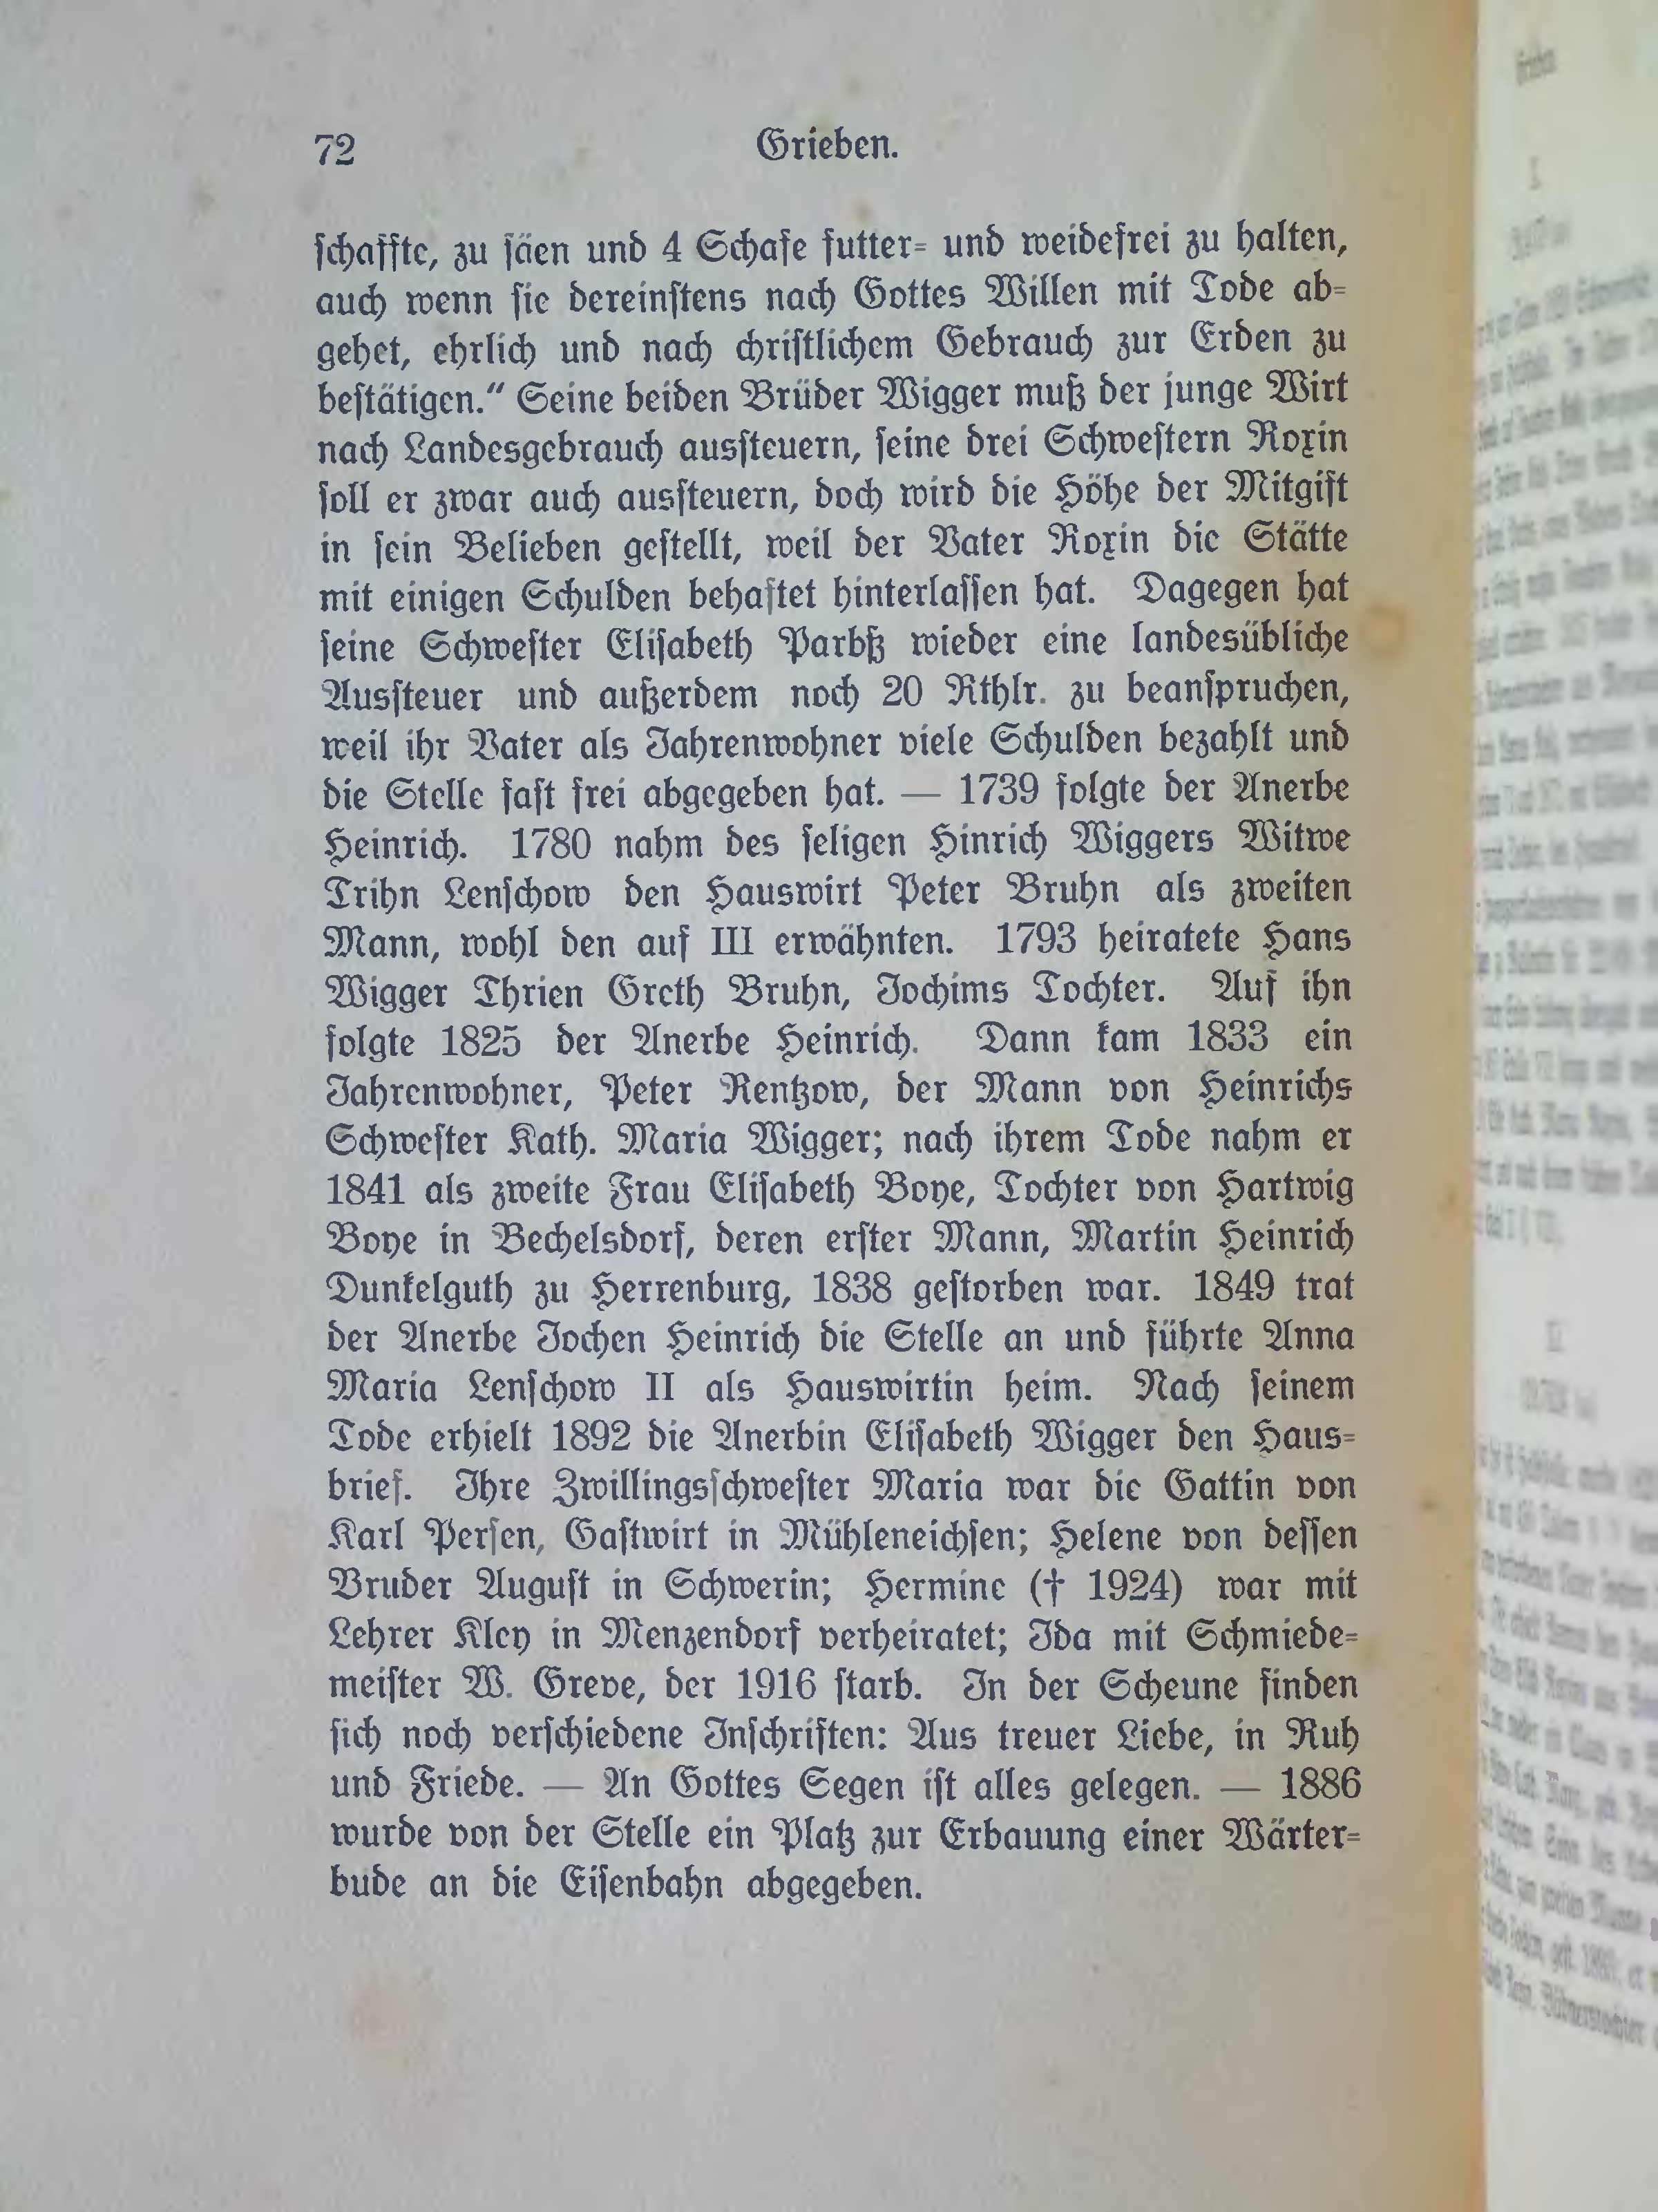 72
Grieben.
schaffte, zu säen und 4 Schafe futter- und weidefrei zu halten,
auch wenn sie dereinstens nach Gottes Willen mit Tode ab-
gehet, ehrlich und nach christlichem Gebrauch zur Erden zu
bestätigen.“ Seine beiden Brüder Wigger muß der junge Wirt
nach Landesgebrauch aussteuern, seine drei Schwestern Roxin
soll er zwar auch aussteuern, doch wird die Höhe der Mitgift
in sein Belieben gestellt, weil der Vater Roxin die Stätte
mit einigen Schulden behaftet hinterlassen hat. Dagegen hat
seine Schwester Elisabeth Parbß wieder eine landesübliche
Aussteuer und außerdem noch 20 Rthlr. zu beanspruchen,
weil ihr Vater als Jahrenwohner viele Schulden bezahlt und
die Stelle fast frei abgegeben hat. — 1739 folgte der Anerbe
Heinrich. 1780 nahm des seligen Hinrich Wiggers Witwe
Trihn Lenschow den Hauswirt Peter Bruhn als zweiten
Mann, wohl den auf III erwähnten. 1793 heiratete Hans
Wigger Thrien Greth Bruhn, Jochims Tochter. Auf ihn
folgte 1825 der Anerbe Heinrich. Dann kam 1833 ein
Jahrenwohner, Peter Rentzow, der Mann von Heinrichs
Schwester Kath. Maria Wigger; nach ihrem Tode nahm er
1841 als zweite Frau Elisabeth Boye, Tochter von Hartwig
Boye in Bechelsdorf, deren erster Mann, Martin Heinrich
Dunkelguth zu Herrenburg, 1838 gestorben war. 1849 trat
der Anerbe Jochen Heinrich die Stelle an und führte Anna
Maria Lenschow II als Hauswirtin heim. Nach seinem
Tode erhielt 1892 die Anerbin Elisabeth Wigger den Haus-
brief. Ihre Zwillingsschwester Maria war die Gattin von
Karl Persen, Gastwirt in Mühleneichsen; Helene von dessen
Bruder August in Schwerin; Hermine († 1924) war mit
Lehrer Kley in Menzendorf verheiratet; Ida mit Schmiede-
meister W. Greve, der 1916 starb. In der Scheune finden
sich noch verschiedene Inschriften: Aus treuer Liebe, in Ruh
und Friede. — An Gottes Segen ist alles gelegen. — 1886
wurde von der Stelle ein Platz zur Erbauung einer Wärter-
bude an die Eisenbahn abgegeben.